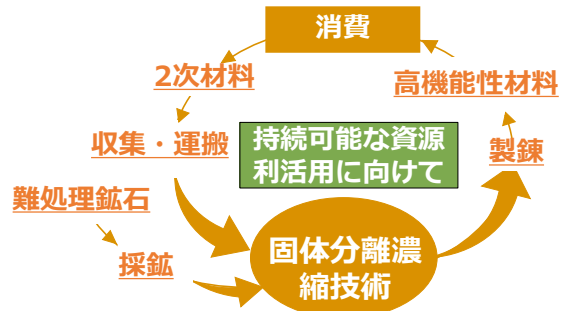 消費
2次材料
高機能性材料
収集・運搬
持続可能な資源
利活用に向けて
製錬
難処理鉱石
採鉱
固体分離濃
縮技術